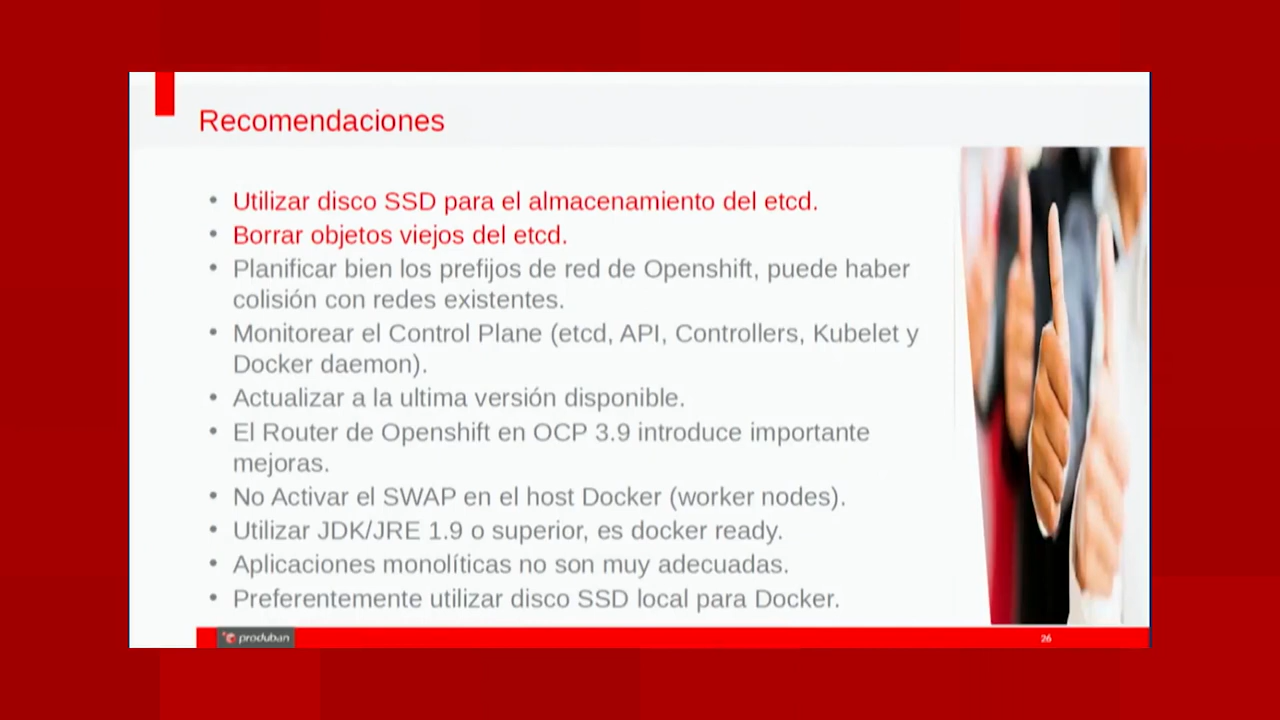 Recomendaciones
• Utilizar disco SSD para el almacenamiento del etcd.
• Borrar objetos viejos del etcd.
• Planificar bien los prefijos de red de Openshift, puede haber
colisión con redes existentes.
• Monitorear el Control Plane (etcd, API, Controllers, Kubelet y
Docker daemon).
• Actualizar a la ultima versión disponible.
• El Router de Openshift en OCP 3.9 introduce importante
mejoras.
• No Activar el SWAP en el host Docker (worker nodes).
• Utilizar JDK/JRE 1.9 o superior, es docker ready.
• Aplicaciones monolíticas no son muy adecuadas.
• Preferentemente utilizar disco SSD local para Docker.
produban
26